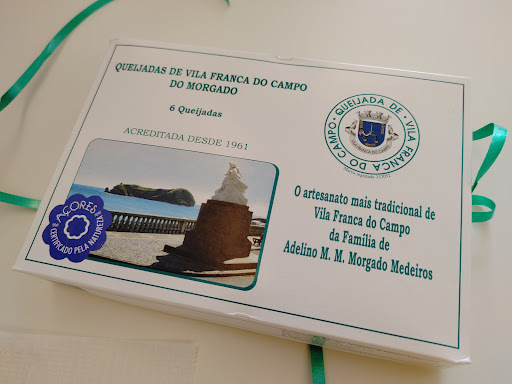 QUEIJADAS DE VILA FRANCA DO CAMPO
DO MORGADO
6 Queijadas
ACREDITADA DESDE 1961
QUEIJADA DE VILA FRANCA DO CAMPO
O artesanato mais tradicional de
Vila Franca do Campo
da Família de
Adelino M. M. Morgado Medeiros
AÇORES
CERTIFICADO PELA NATUREZA